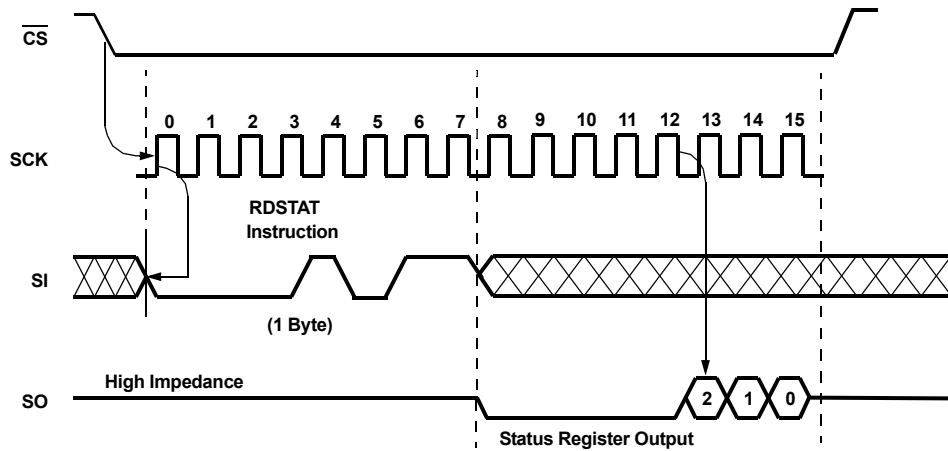 CS
0 1 2 3 4 5 6 7 8 9 10 11 12 13 14 15
SCK
RDSTAT
Instruction
SI
(1 Byte)
High Impedance
SO
2 1 0
Status Register Output